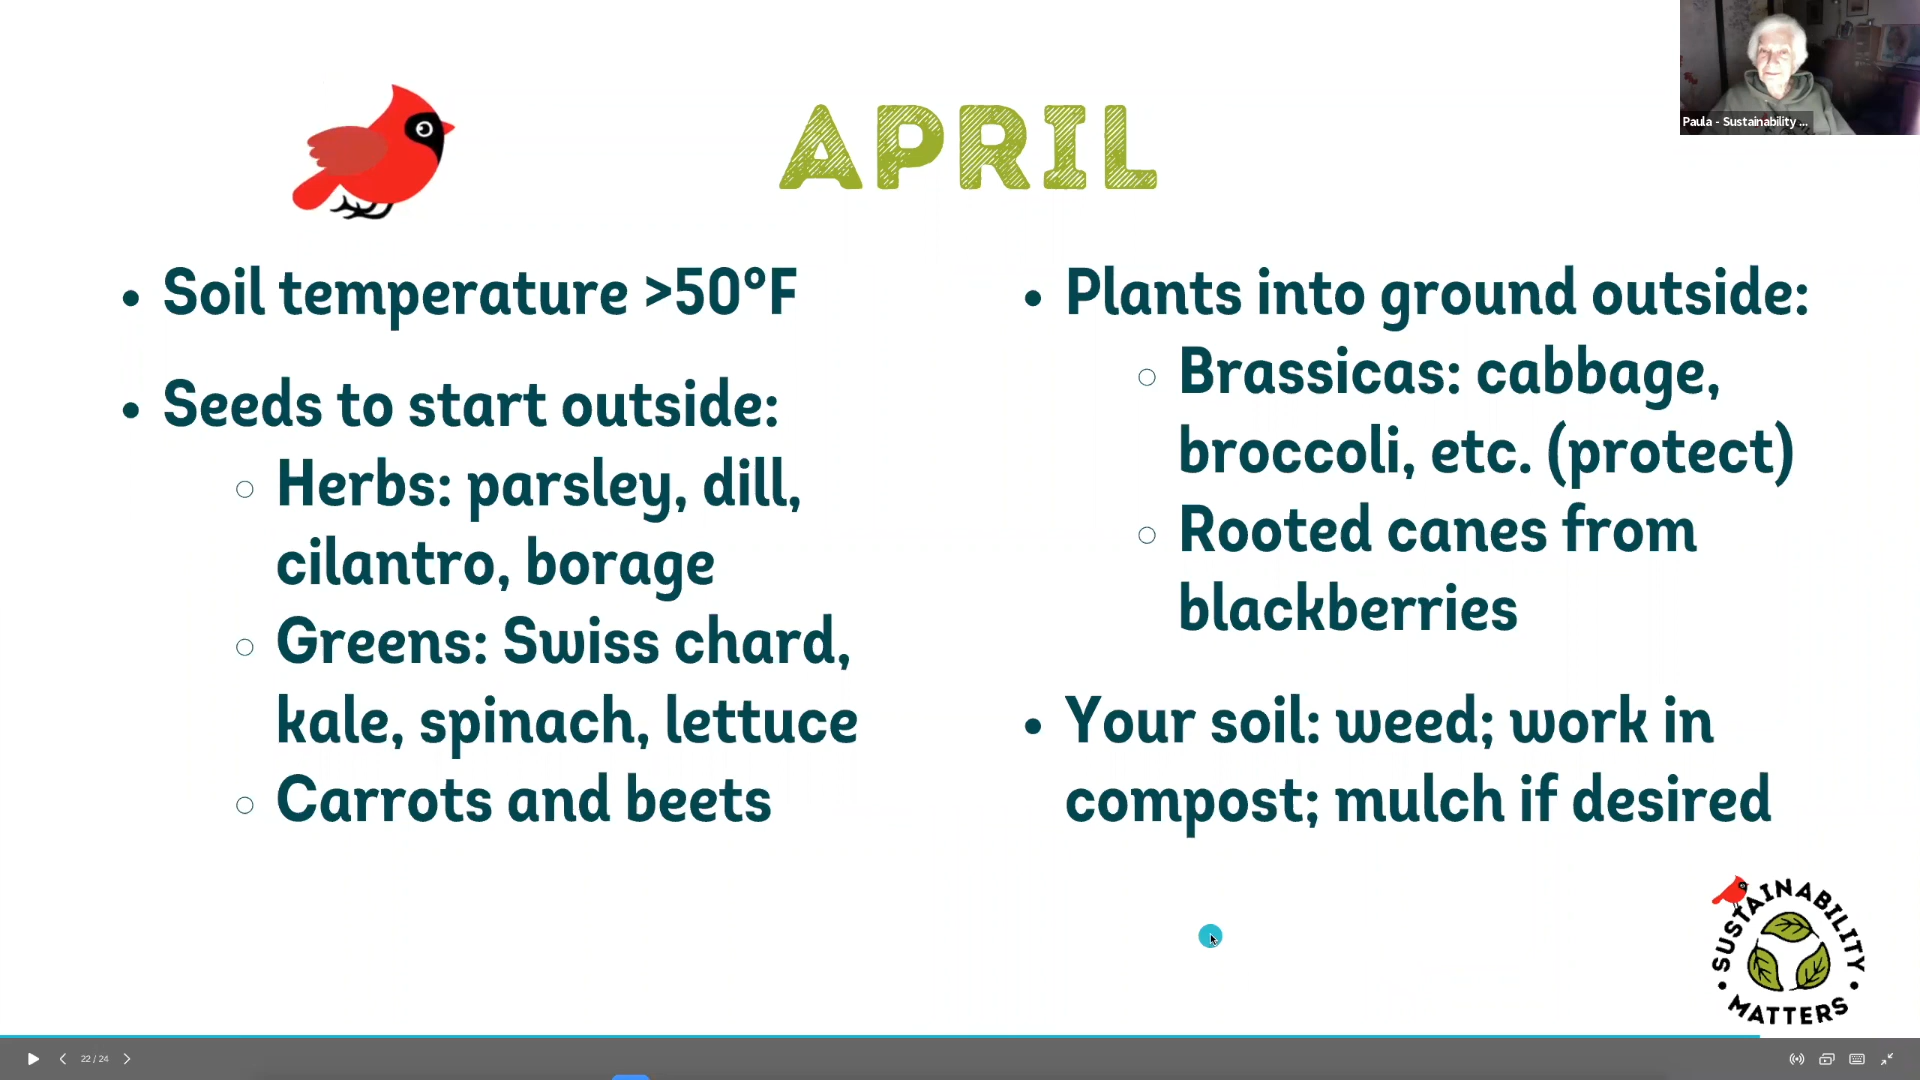 Paula - Sustainability ...
APRIL
• Soil temperature >50°F
• Seeds to start outside:
○ Herbs: parsley, dill,
cilantro, borage
○ Greens: Swiss chard,
kale, spinach, lettuce
○ Carrots and beets
• Plants into ground outside:
○ Brassicas: cabbage,
broccoli, etc. (protect)
○ Rooted canes from
blackberries
• Your soil: weed; work in
compost; mulch if desired
SUSTAINABILITY
• MATTERS •
22 / 24